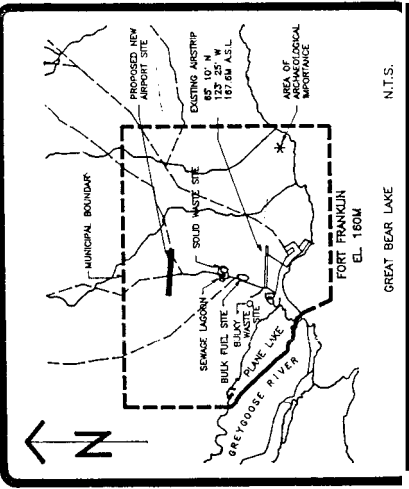 N
MUNICIPAL BOUNDARY
PROPOSED NEW
AIRPORT SITE
EXISTING AIRSTRIP
65° 10' N
123° 25' W
187.6M A.S.L.
SOLID WASTE SITE
SEWAGE LAGOON
BULK FUEL SITE
BULKY
WASTE
SITE
PLANE LAKE
GREYGOOSE RIVER
AREA OF
ARCHAEOLOGICAL
IMPORTANCE
FORT FRANKLIN
EL. 160M
GREAT BEAR LAKE
N.T.S.